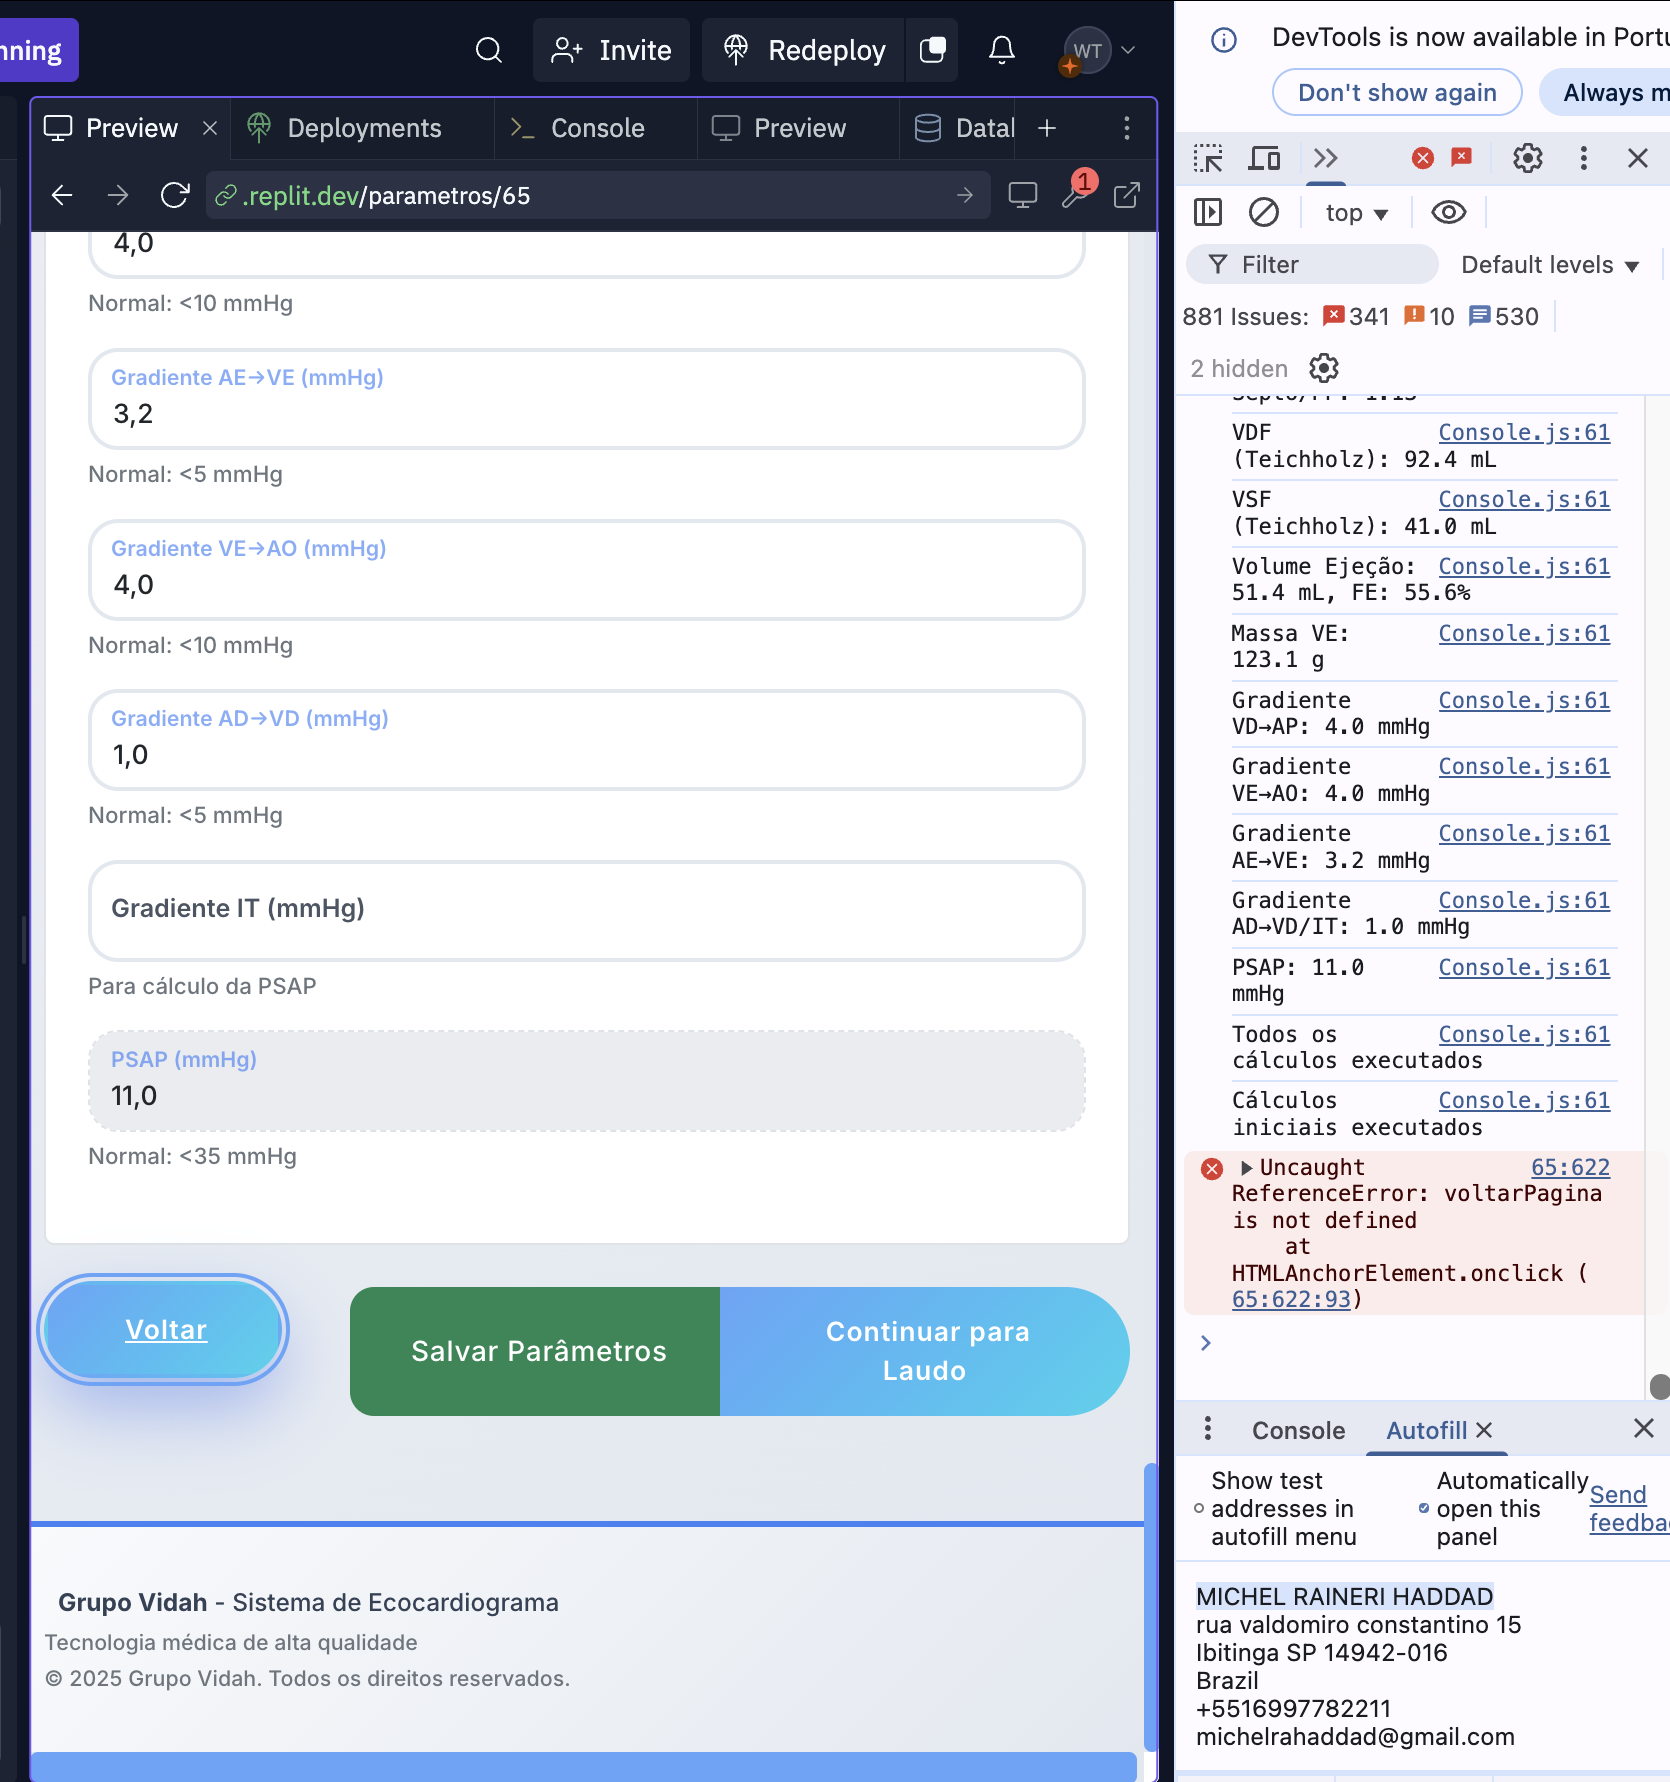 nning
Invite
Redeploy
WT
Preview
Deployments
Console
Preview
Datal
.replit.dev/parametros/65
1
4,0
Normal: <10 mmHg
Gradiente AE→VE (mmHg)
3,2
Normal: <5 mmHg
Gradiente VE→AO (mmHg)
4,0
Normal: <10 mmHg
Gradiente AD→VD (mmHg)
1,0
Normal: <5 mmHg
Gradiente IT (mmHg)
Para cálculo da PSAP
PSAP (mmHg)
11,0
Normal: <35 mmHg
Voltar
Salvar Parâmetros
Continuar para
Laudo
Grupo Vidah - Sistema de Ecocardiograma
Tecnologia médica de alta qualidade
© 2025 Grupo Vidah. Todos os direitos reservados.
DevTools is now available in Portu
Don't show again
Always m
top
Filter
Default levels
881 Issues: 341 10 530
2 hidden
VDF Console.js:61
(Teichholz): 92.4 mL
VSF Console.js:61
(Teichholz): 41.0 mL
Volume Ejeção: Console.js:61
51.4 mL, FE: 55.6%
Massa VE: Console.js:61
123.1 g
Gradiente Console.js:61
VD→AP: 4.0 mmHg
Gradiente Console.js:61
VE→AO: 4.0 mmHg
Gradiente Console.js:61
AE→VE: 3.2 mmHg
Gradiente Console.js:61
AD→VD/IT: 1.0 mmHg
PSAP: 11.0 Console.js:61
mmHg
Todos os Console.js:61
cálculos executados
Cálculos Console.js:61
iniciais executados
Uncaught 65:622
ReferenceError: voltarPagina
is not defined
at
HTMLAnchorElement.onclick (
65:622:93)
Console
Autofill
Show test
addresses in
autofill menu
Automatically
open this
panel
Send
feedbac
MICHEL RAINERI HADDAD
rua valdomiro constantino 15
Ibitinga SP 14942-016
Brazil
+5516997782211
michelrahaddad@gmail.com